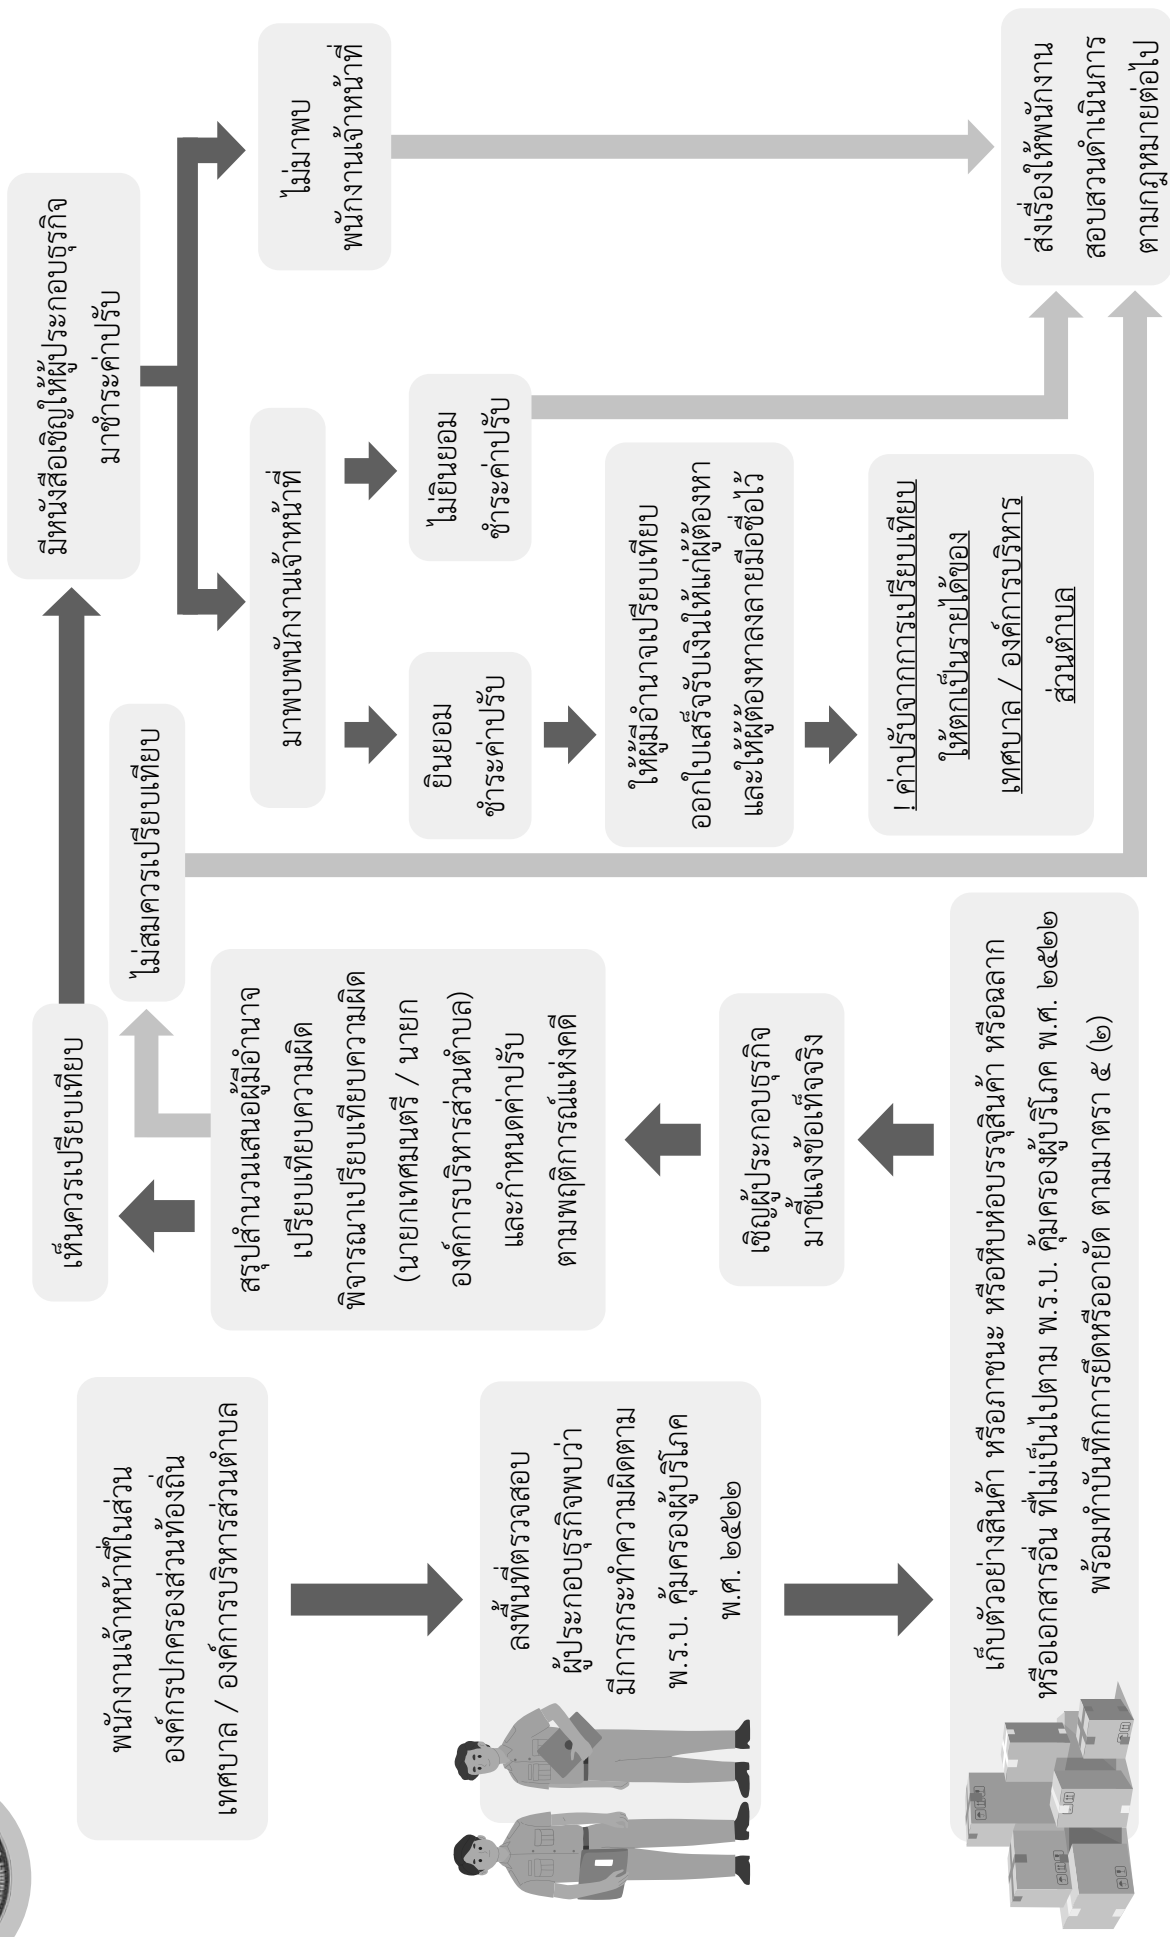 พนักงานเจ้าหน้าที่ในส่วน
องค์กรปกครองส่วนท้องถิ่น
เทศบาล / องค์การบริหารส่วนตำบล
ลงพื้นที่ตรวจสอบ
ผู้ประกอบธุรกิจพบว่า
มีการกระทำความผิดตาม
พ.ร.บ. คุ้มครองผู้บริโภค
พ.ศ. ๒๕๒๒
เก็บตัวอย่างสินค้า หรือภาชนะ หรือหีบห่อบรรจุสินค้า หรือฉลาก
หรือเอกสารอื่น ที่ไม่เป็นไปตาม พ.ร.บ. คุ้มครองผู้บริโภค พ.ศ. ๒๕๒๒
พร้อมทำบันทึกการยึดหรืออายัด ตามมาตรา ๕ (๒)
เชิญผู้ประกอบธุรกิจ
มาชี้แจงข้อเท็จจริง
สรุปสำนวนเสนอผู้มีอำนาจ
เปรียบเทียบความผิด
พิจารณาเปรียบเทียบความผิด
(นายกเทศมนตรี / นายก
องค์การบริหารส่วนตำบล)
และกำหนดค่าปรับ
ตามพฤติการณ์แห่งคดี
เห็นควรเปรียบเทียบ
ไม่สมควรเปรียบเทียบ
มีหนังสือเชิญให้ผู้ประกอบธุรกิจ
มาชำระค่าปรับ
มาพบพนักงานเจ้าหน้าที่
ไม่มาพบ
พนักงานเจ้าหน้าที่
ยินยอม
ชำระค่าปรับ
ไม่ยินยอม
ชำระค่าปรับ
ให้ผู้มีอำนาจเปรียบเทียบ
ออกใบเสร็จรับเงินให้แก่ผู้ต้องหา
และให้ผู้ต้องหาลงลายมือชื่อไว้
! ค่าปรับจากการเปรียบเทียบ
ให้ตกเป็นรายได้ของ
เทศบาล / องค์การบริหาร
ส่วนตำบล
ส่งเรื่องให้พนักงาน
สอบสวนดำเนินการ
ตามกฎหมายต่อไป